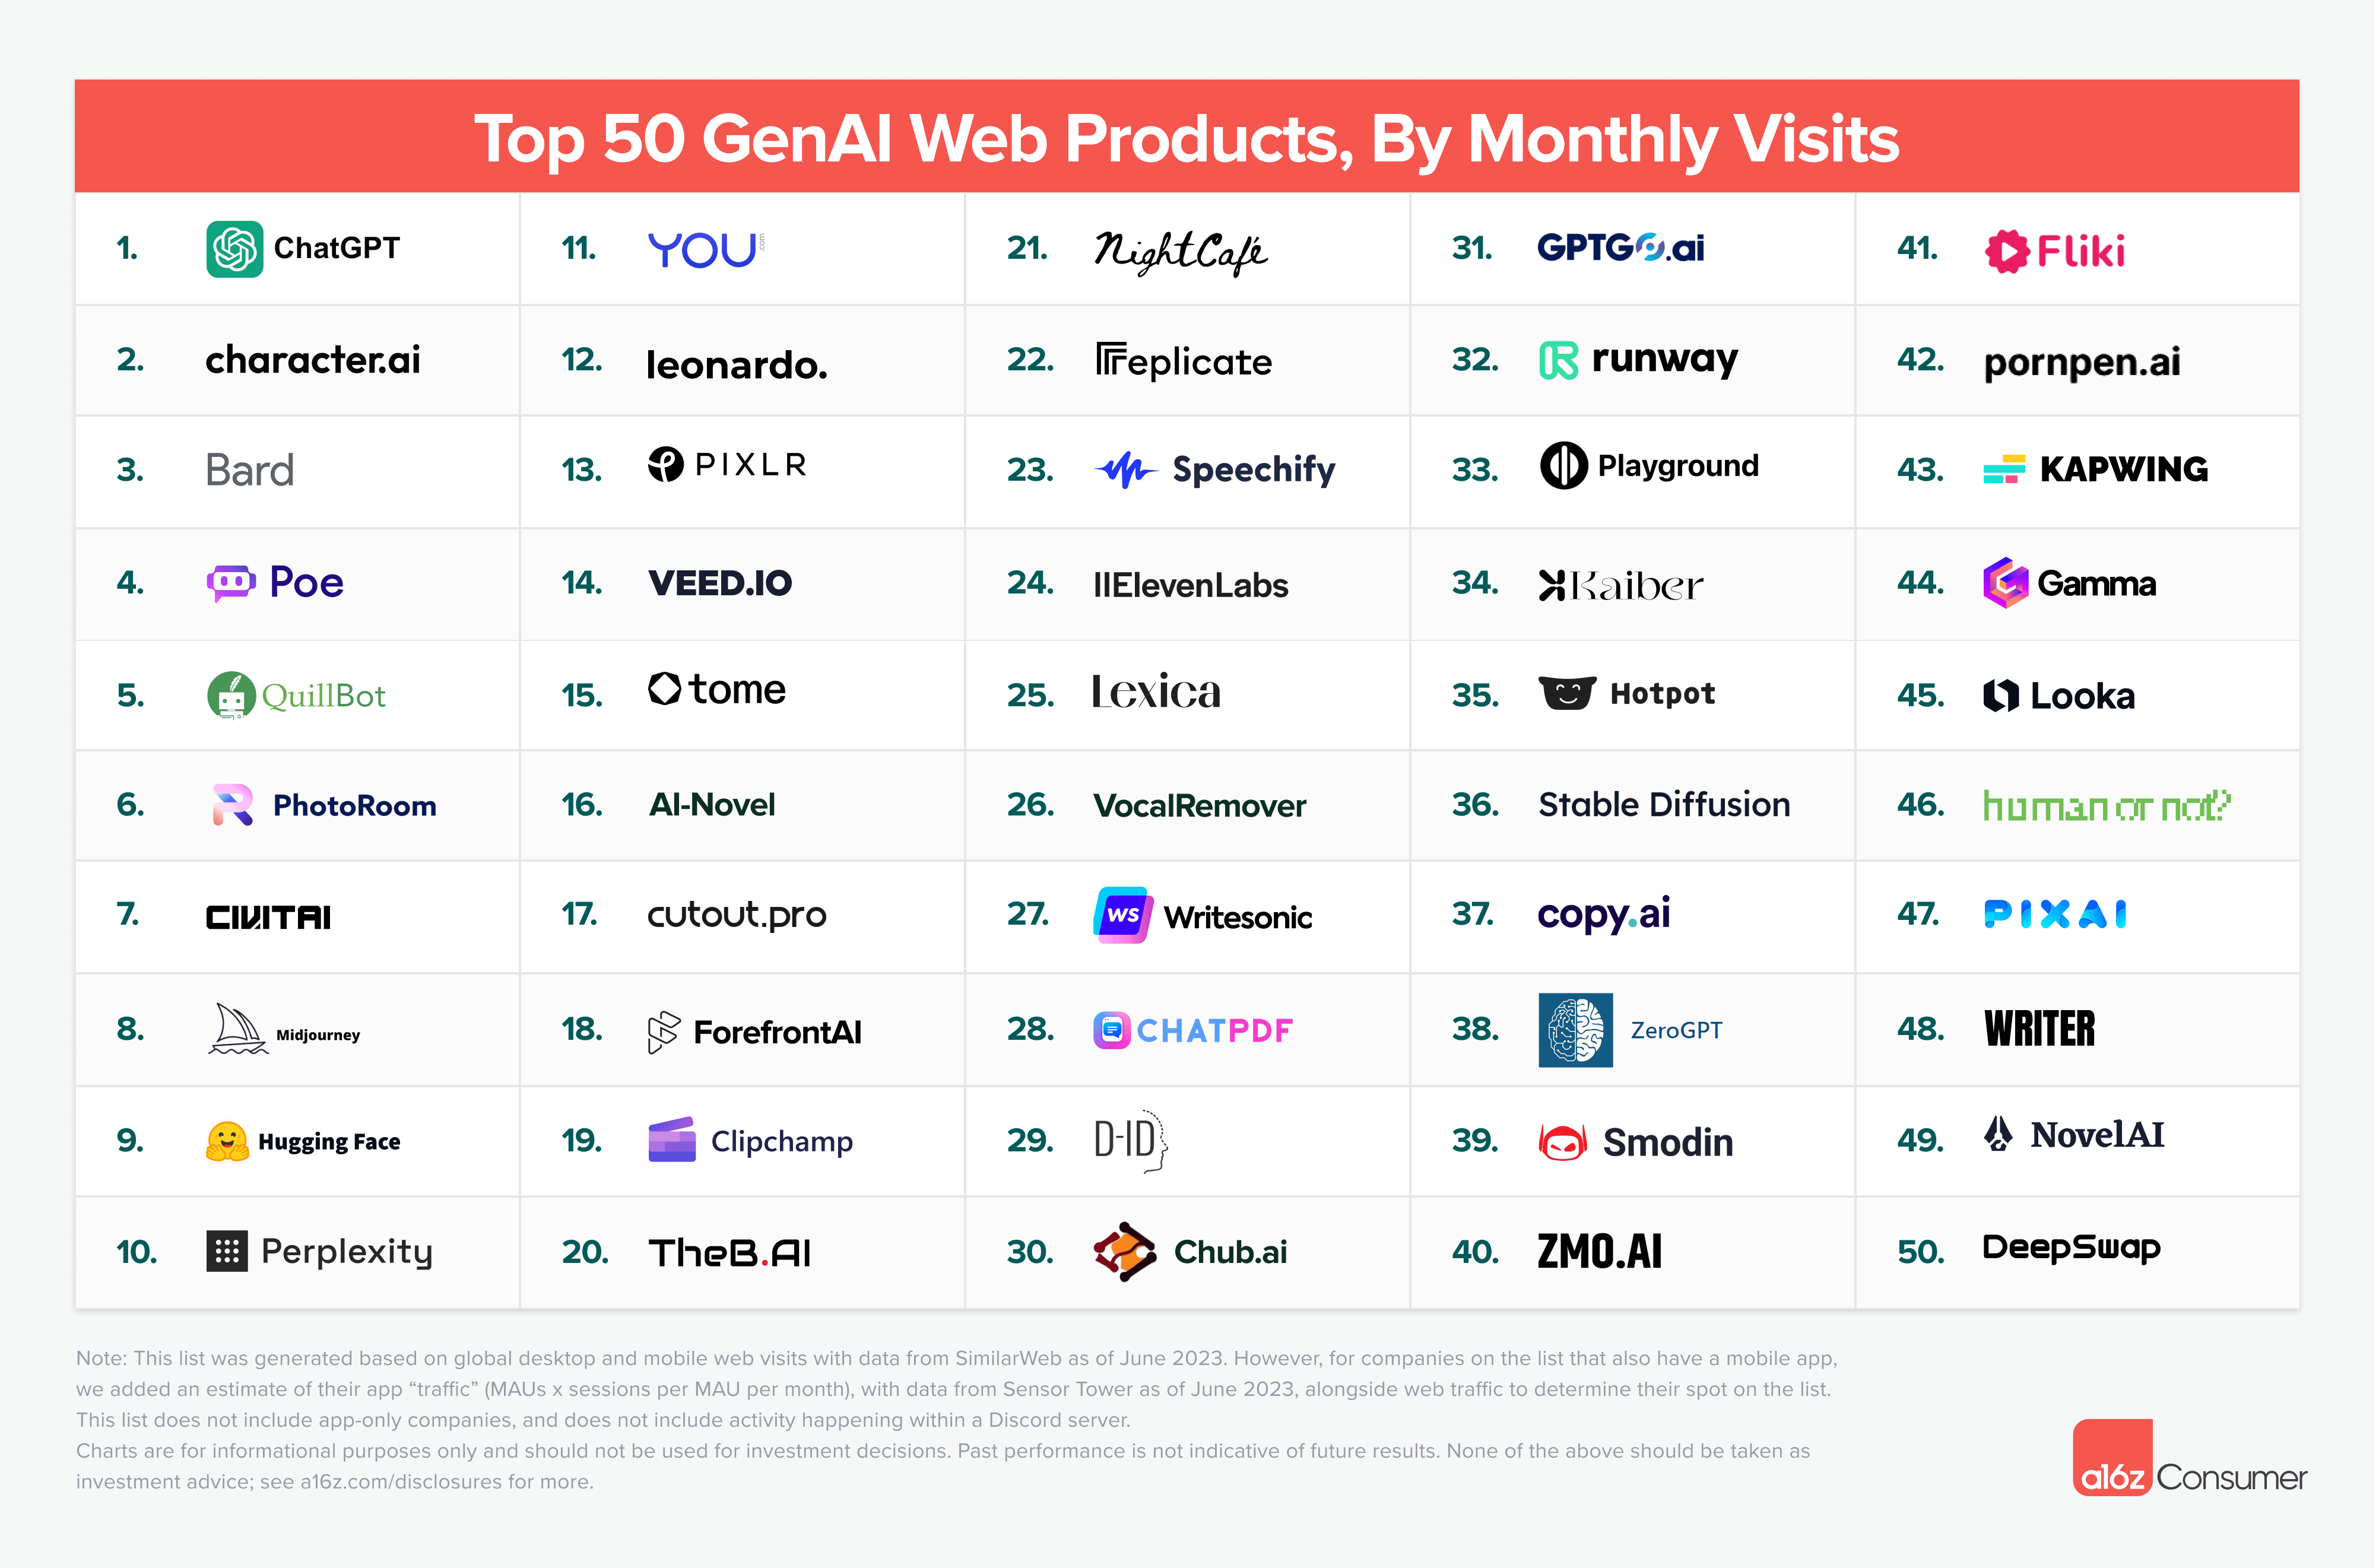 Top 50 GenAI Web Products, By Monthly Visits
1. ChatGPT
2. character.ai
3. Bard
4. Poe
5. QuillBot
6. PhotoRoom
7. CIVITAI
8. Midjourney
9. Hugging Face
10. Perplexity
11. YOU.com
12. leonardo.
13. PIXLR
14. VEED.IO
15. tome
16. AI-Novel
17. cutout.pro
18. ForefrontAI
19. Clipchamp
20. TheB.AI
21. NightCafé
22. replicate
23. Speechify
24. IIElevenLabs
25. Lexica
26. VocalRemover
27. WS Writesonic
28. CHATPDF
29. D-ID
30. Chub.ai
31. GPTGO.ai
32. runway
33. Playground
34. Kaiber
35. Hotpot
36. Stable Diffusion
37. copy.ai
38. ZeroGPT
39. Smodin
40. ZMO.AI
41. Fliki
42. pornpen.ai
43. KAPWING
44. Gamma
45. Looka
46. human or not?
47. PIXAI
48. WRITER
49. NovelAI
50. DeepSwap
Note: This list was generated based on global desktop and mobile web visits with data from SimilarWeb as of June 2023. However, for companies on the list that also have a mobile app,
we added an estimate of their app “traffic” (MAUs x sessions per MAU per month), with data from Sensor Tower as of June 2023, alongside web traffic to determine their spot on the list.
This list does not include app-only companies, and does not include activity happening within a Discord server.
Charts are for informational purposes only and should not be used for investment decisions. Past performance is not indicative of future results. None of the above should be taken as
investment advice; see a16z.com/disclosures for more.
a16z Consumer